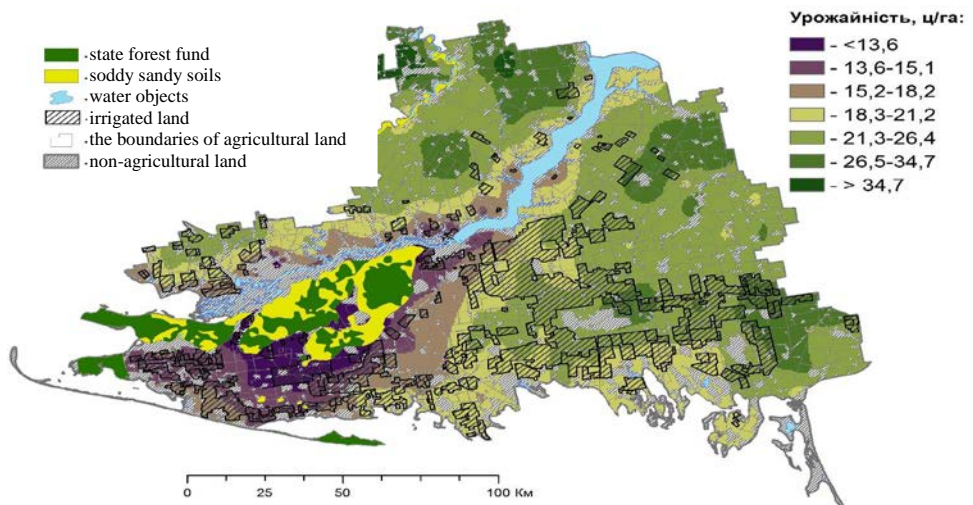 state forest fund
soddy sandy soils
water objects
irrigated land
the boundaries of agricultural land
non-agricultural land
Урожайність, ц/га:
- <13,6
- 13,6-15,1
- 15,2-18,2
- 18,3-21,2
- 21,3-26,4
- 26,5-34,7
- > 34,7
0 25 50 100 Км